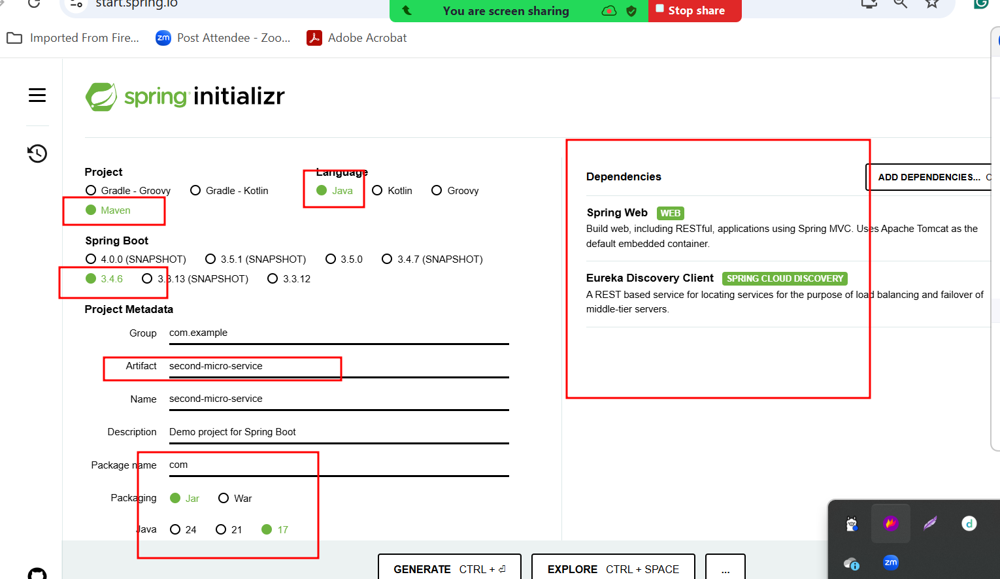 start.spring.io
You are screen sharing
Stop share
Imported From Fire...
zm
Post Attendee - Zoo...
Adobe Acrobat
spring initializr
Project
Language
Gradle - Groovy
Gradle - Kotlin
Java
Kotlin
Groovy
Maven
Spring Boot
4.0.0 (SNAPSHOT)
3.5.1 (SNAPSHOT)
3.5.0
3.4.7 (SNAPSHOT)
3.4.6
3.3.13 (SNAPSHOT)
3.3.12
Project Metadata
Group com.example
Artifact second-micro-service
Name second-micro-service
Description Demo project for Spring Boot
Package name com
Packaging Jar War
Java 24 21 17
Dependencies
ADD DEPENDENCIES...
Spring Web WEB
Build web, including RESTful, applications using Spring MVC. Uses Apache Tomcat as the
default embedded container.
Eureka Discovery Client SPRING CLOUD DISCOVERY
A REST based service for locating services for the purpose of load balancing and failover of
middle-tier servers.
GENERATE CTRL + ⏎
EXPLORE CTRL + SPACE
...
d
zm